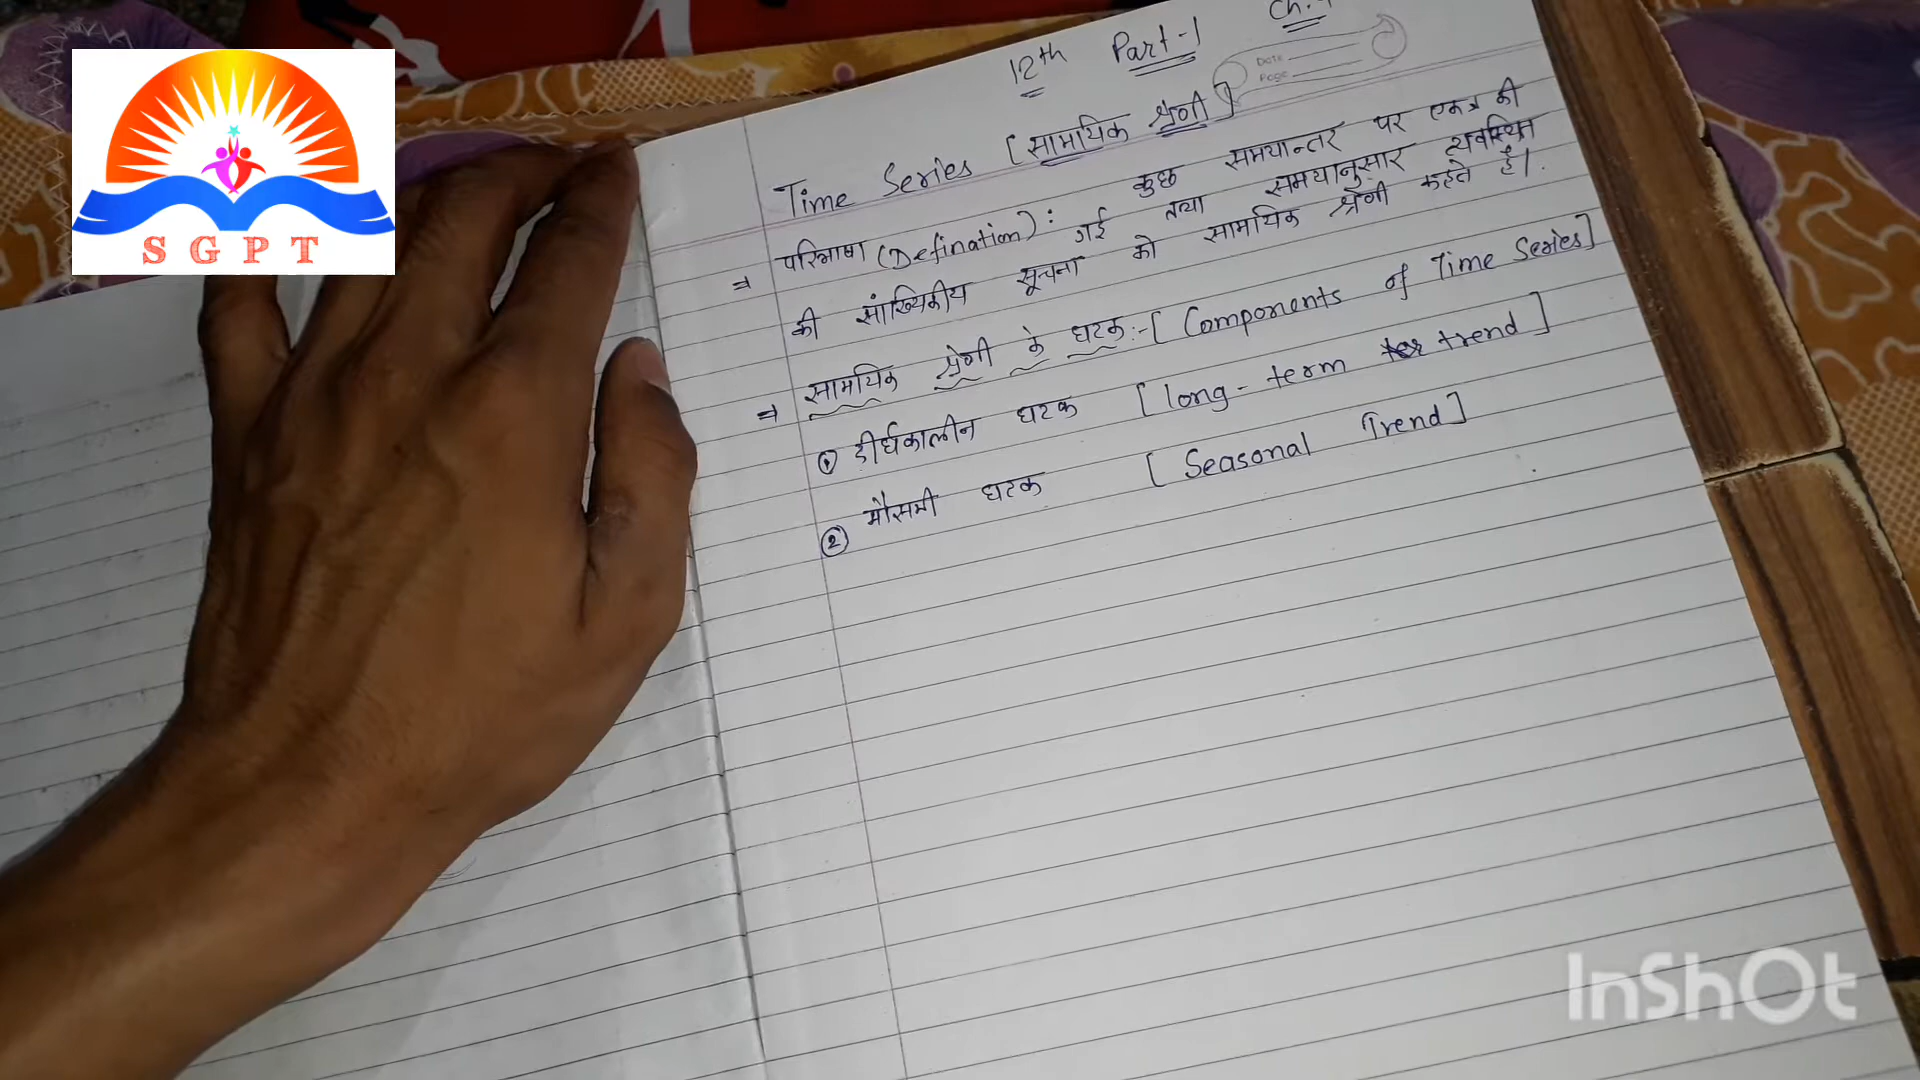 SGPT
12th Part-1 Ch.
Date
Page
Time Series [सामयिक श्रेणी]
⇒ परिभाषा (Defination): कुछ समयान्तर पर एकत्र की
गई तथा समयानुसार व्यवस्थित
की सांख्यिकीय सूचना को सामयिक श्रेणी कहते हैं।
⇒ सामयिक श्रेणी के घटक:- [Components of Time Series]
① दीर्घकालीन घटक [long-term trend]
② मौसमी घटक [Seasonal Trend]
InShOt